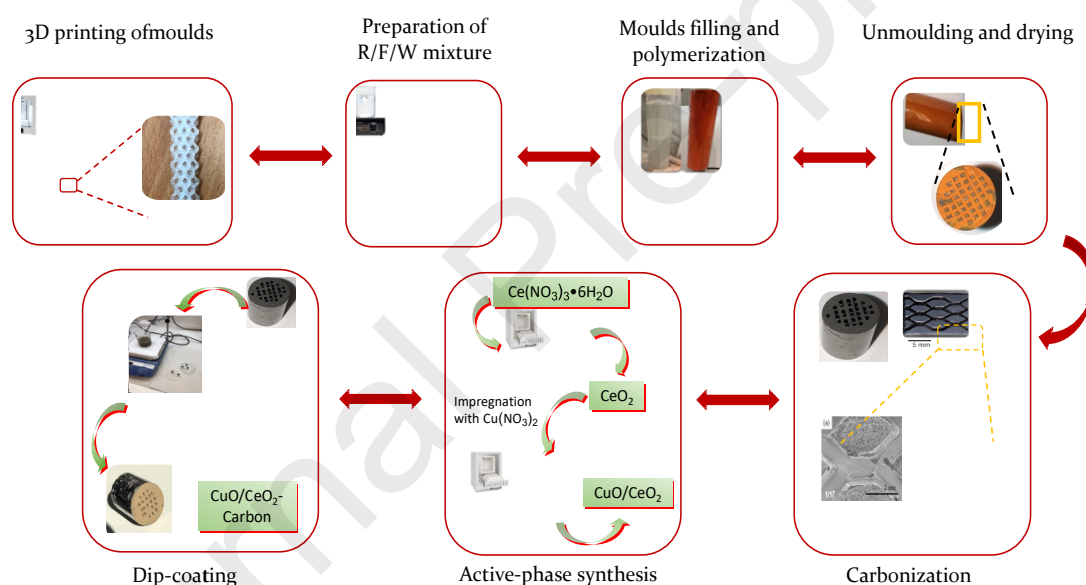 3D printing ofmoulds
Preparation of
R/F/W mixture
Moulds filling and
polymerization
Unmoulding and drying
Ce(NO₃)₃•6H₂O
CeO₂
Impregnation
with Cu(NO₃)₂
CuO/CeO₂
CuO/CeO₂-
Carbon
5 mm
(a)
Dip-coating
Active-phase synthesis
Carbonization